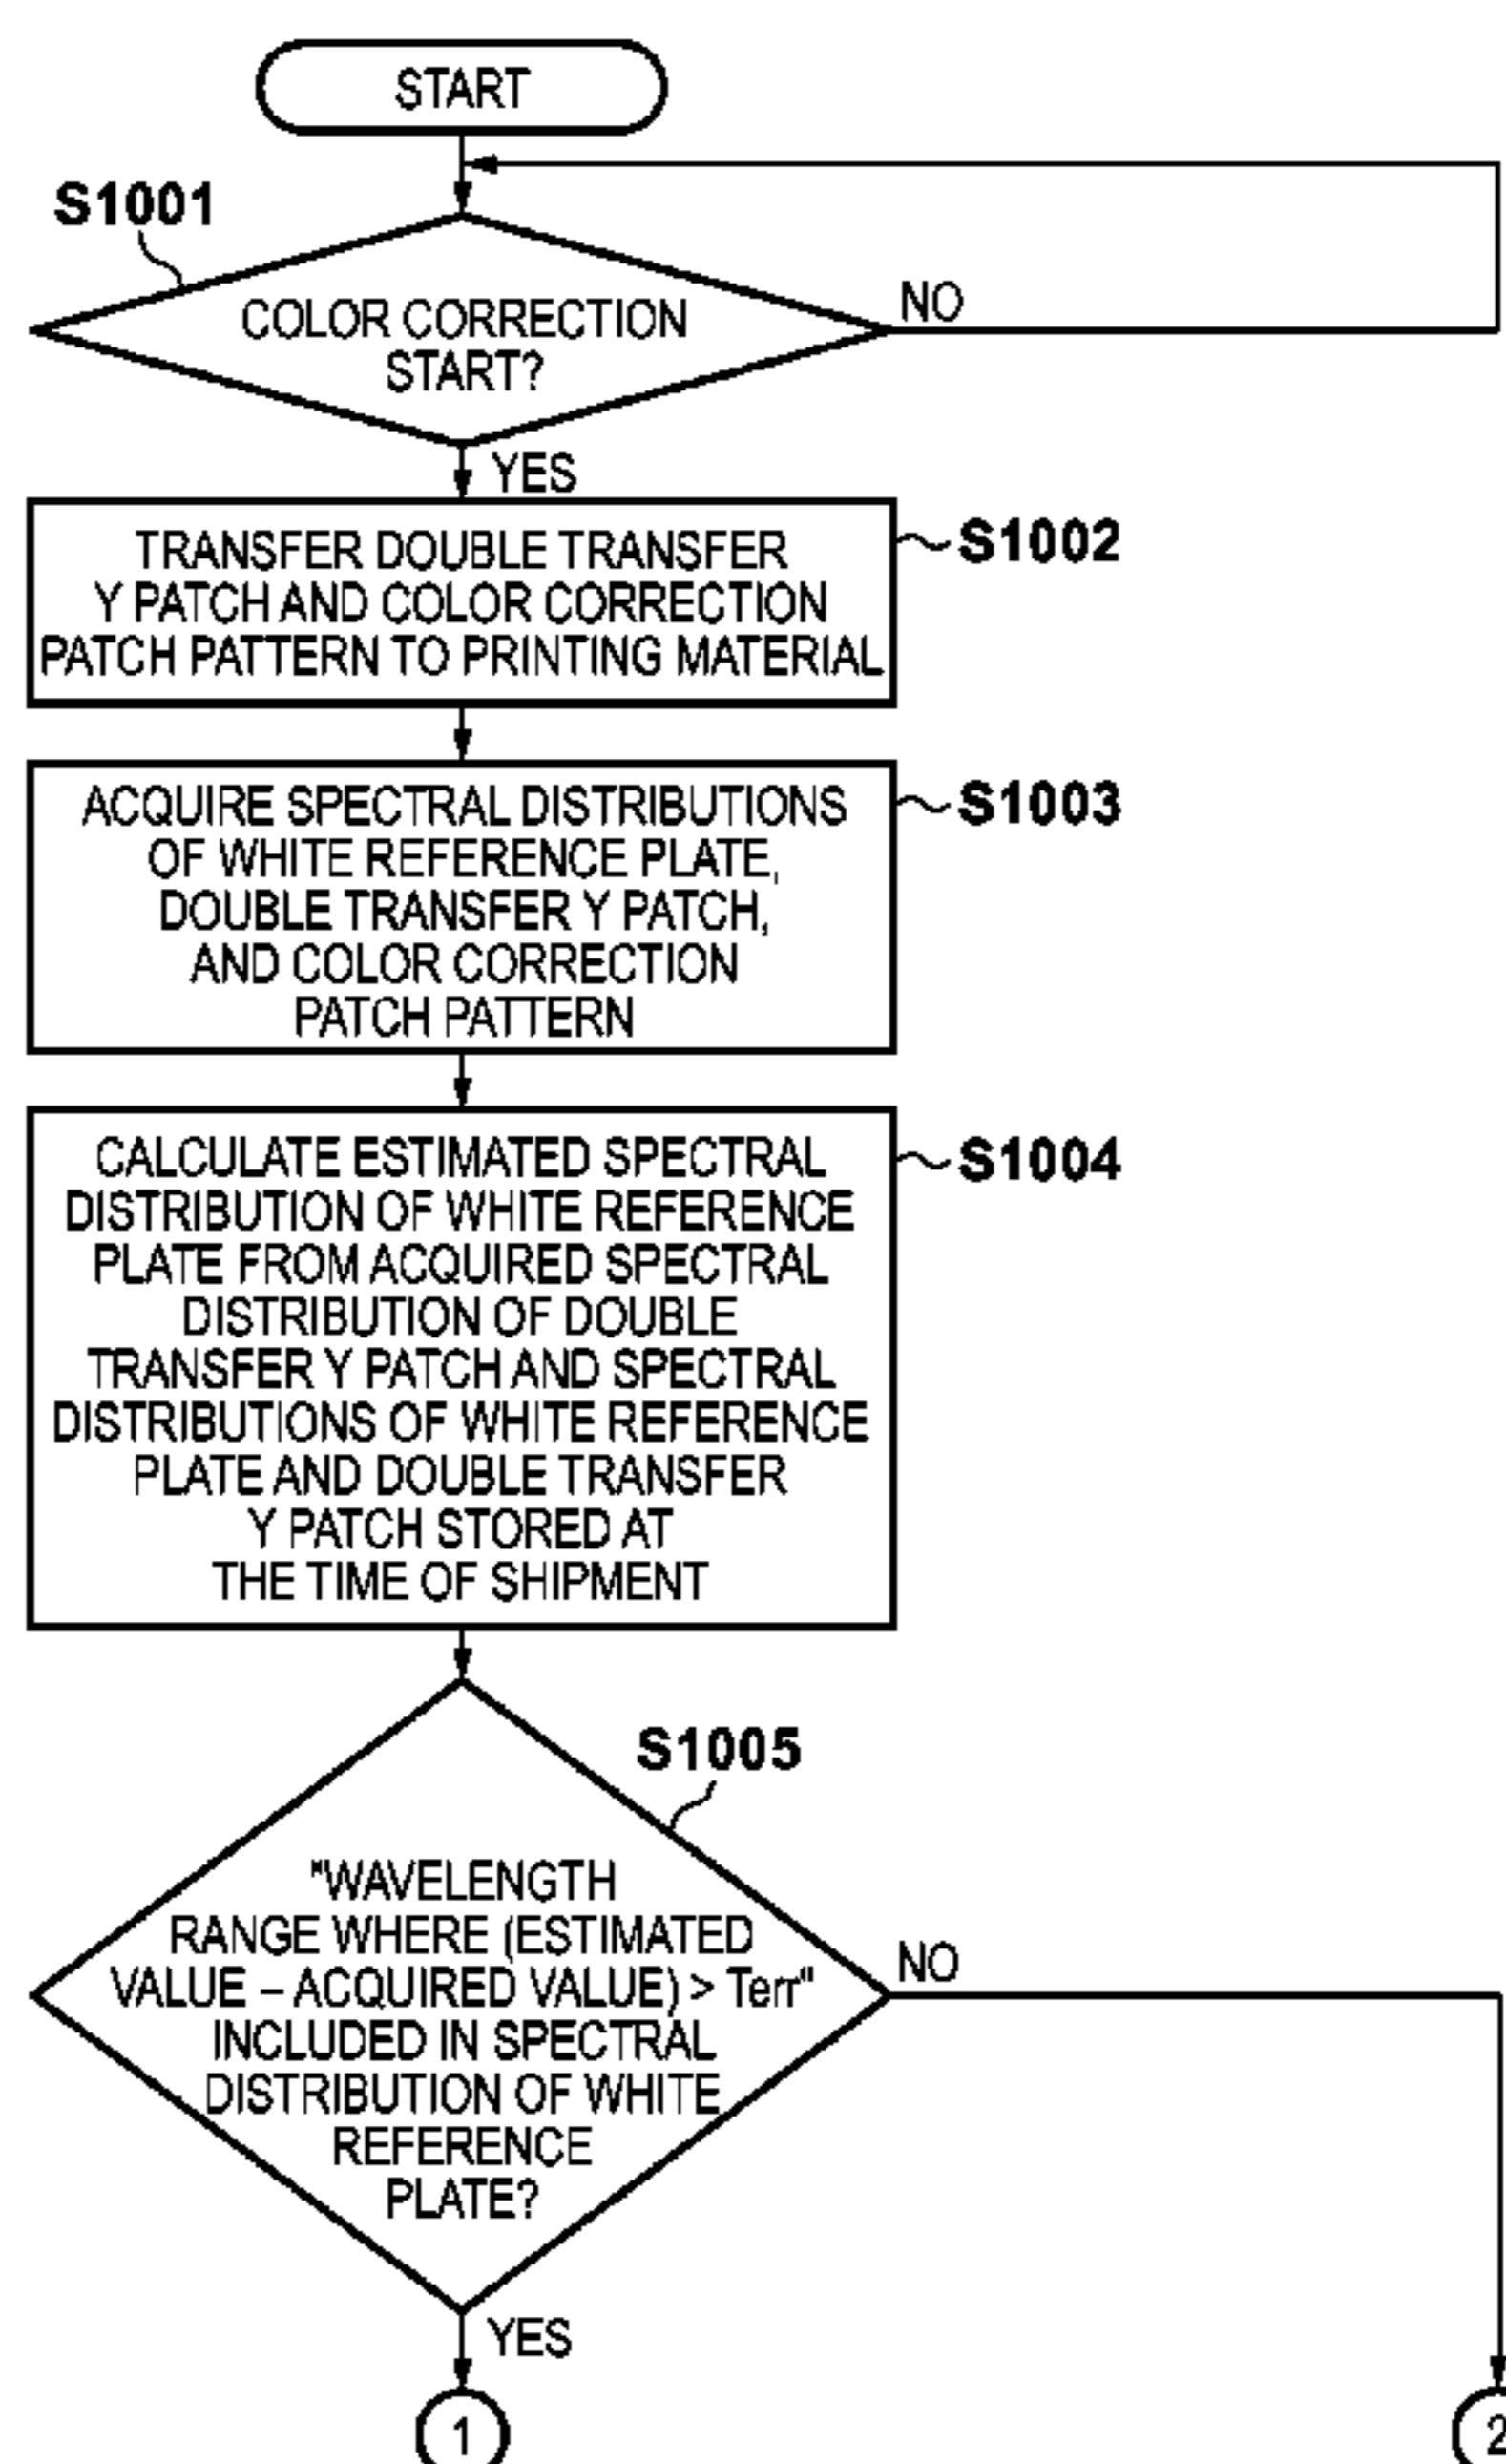 START
S1001
COLOR CORRECTION
START?
NO
YES
TRANSFER DOUBLE TRANSFER
Y PATCH AND COLOR CORRECTION
PATCH PATTERN TO PRINTING MATERIAL
S1002
ACQUIRE SPECTRAL DISTRIBUTIONS
OF WHITE REFERENCE PLATE,
DOUBLE TRANSFER Y PATCH,
AND COLOR CORRECTION
PATCH PATTERN
S1003
CALCULATE ESTIMATED SPECTRAL
DISTRIBUTION OF WHITE REFERENCE
PLATE FROM ACQUIRED SPECTRAL
DISTRIBUTION OF DOUBLE
TRANSFER Y PATCH AND SPECTRAL
DISTRIBUTIONS OF WHITE REFERENCE
PLATE AND DOUBLE TRANSFER
Y PATCH STORED AT
THE TIME OF SHIPMENT
S1004
S1005
"WAVELENGTH
RANGE WHERE (ESTIMATED
VALUE – ACQUIRED VALUE) > Terr"
INCLUDED IN SPECTRAL
DISTRIBUTION OF WHITE
REFERENCE
PLATE?
NO
YES
1
2